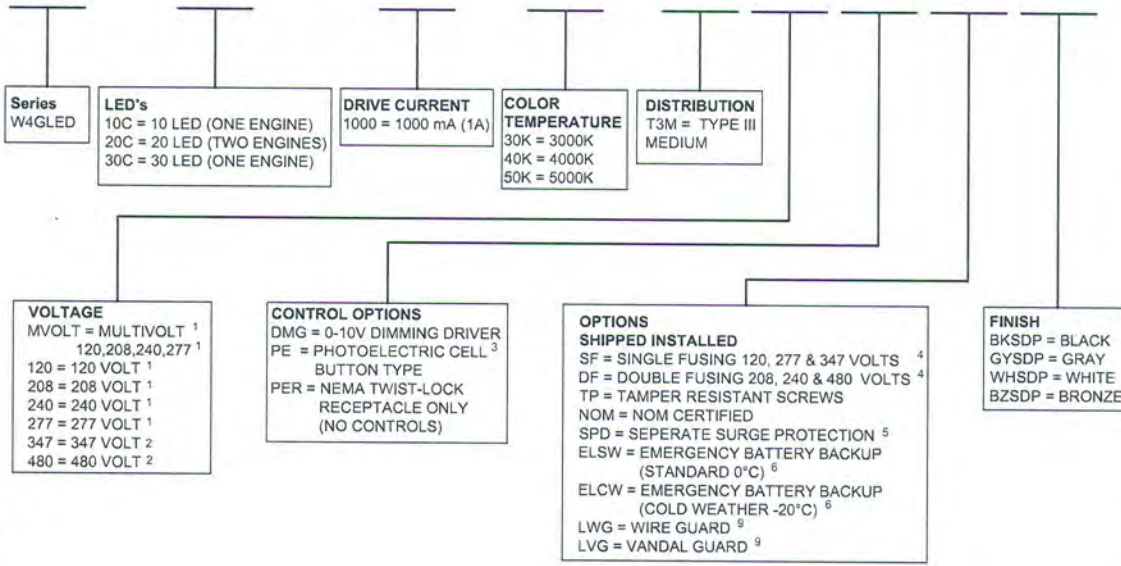 Series
W4GLED
LED's
10C = 10 LED (ONE ENGINE)
20C = 20 LED (TWO ENGINES)
30C = 30 LED (ONE ENGINE)
DRIVE CURRENT
1000 = 1000 mA (1A)
COLOR
TEMPERATURE
30K = 3000K
40K = 4000K
50K = 5000K
DISTRIBUTION
T3M = TYPE III
MEDIUM
VOLTAGE
MVOLT = MULTIVOLT 1
120,208,240,277 1
120 = 120 VOLT 1
208 = 208 VOLT 1
240 = 240 VOLT 1
277 = 277 VOLT 1
347 = 347 VOLT 2
480 = 480 VOLT 2
CONTROL OPTIONS
DMG = 0-10V DIMMING DRIVER
PE = PHOTOELECTRIC CELL 3
BUTTON TYPE
PER = NEMA TWIST-LOCK
RECEPTACLE ONLY
(NO CONTROLS)
OPTIONS
SHIPPED INSTALLED
SF = SINGLE FUSING 120, 277 & 347 VOLTS 4
DF = DOUBLE FUSING 208, 240 & 480 VOLTS 4
TP = TAMPER RESISTANT SCREWS
NOM = NOM CERTIFIED
SPD = SEPERATE SURGE PROTECTION 5
ELSW = EMERGENCY BATTERY BACKUP
(STANDARD 0°C) 6
ELCW = EMERGENCY BATTERY BACKUP
(COLD WEATHER -20°C) 6
LWG = WIRE GUARD 9
LVG = VANDAL GUARD 9
FINISH
BKSDP = BLACK
GYSDP = GRAY
WHSDP = WHITE
BZSDP = BRONZE